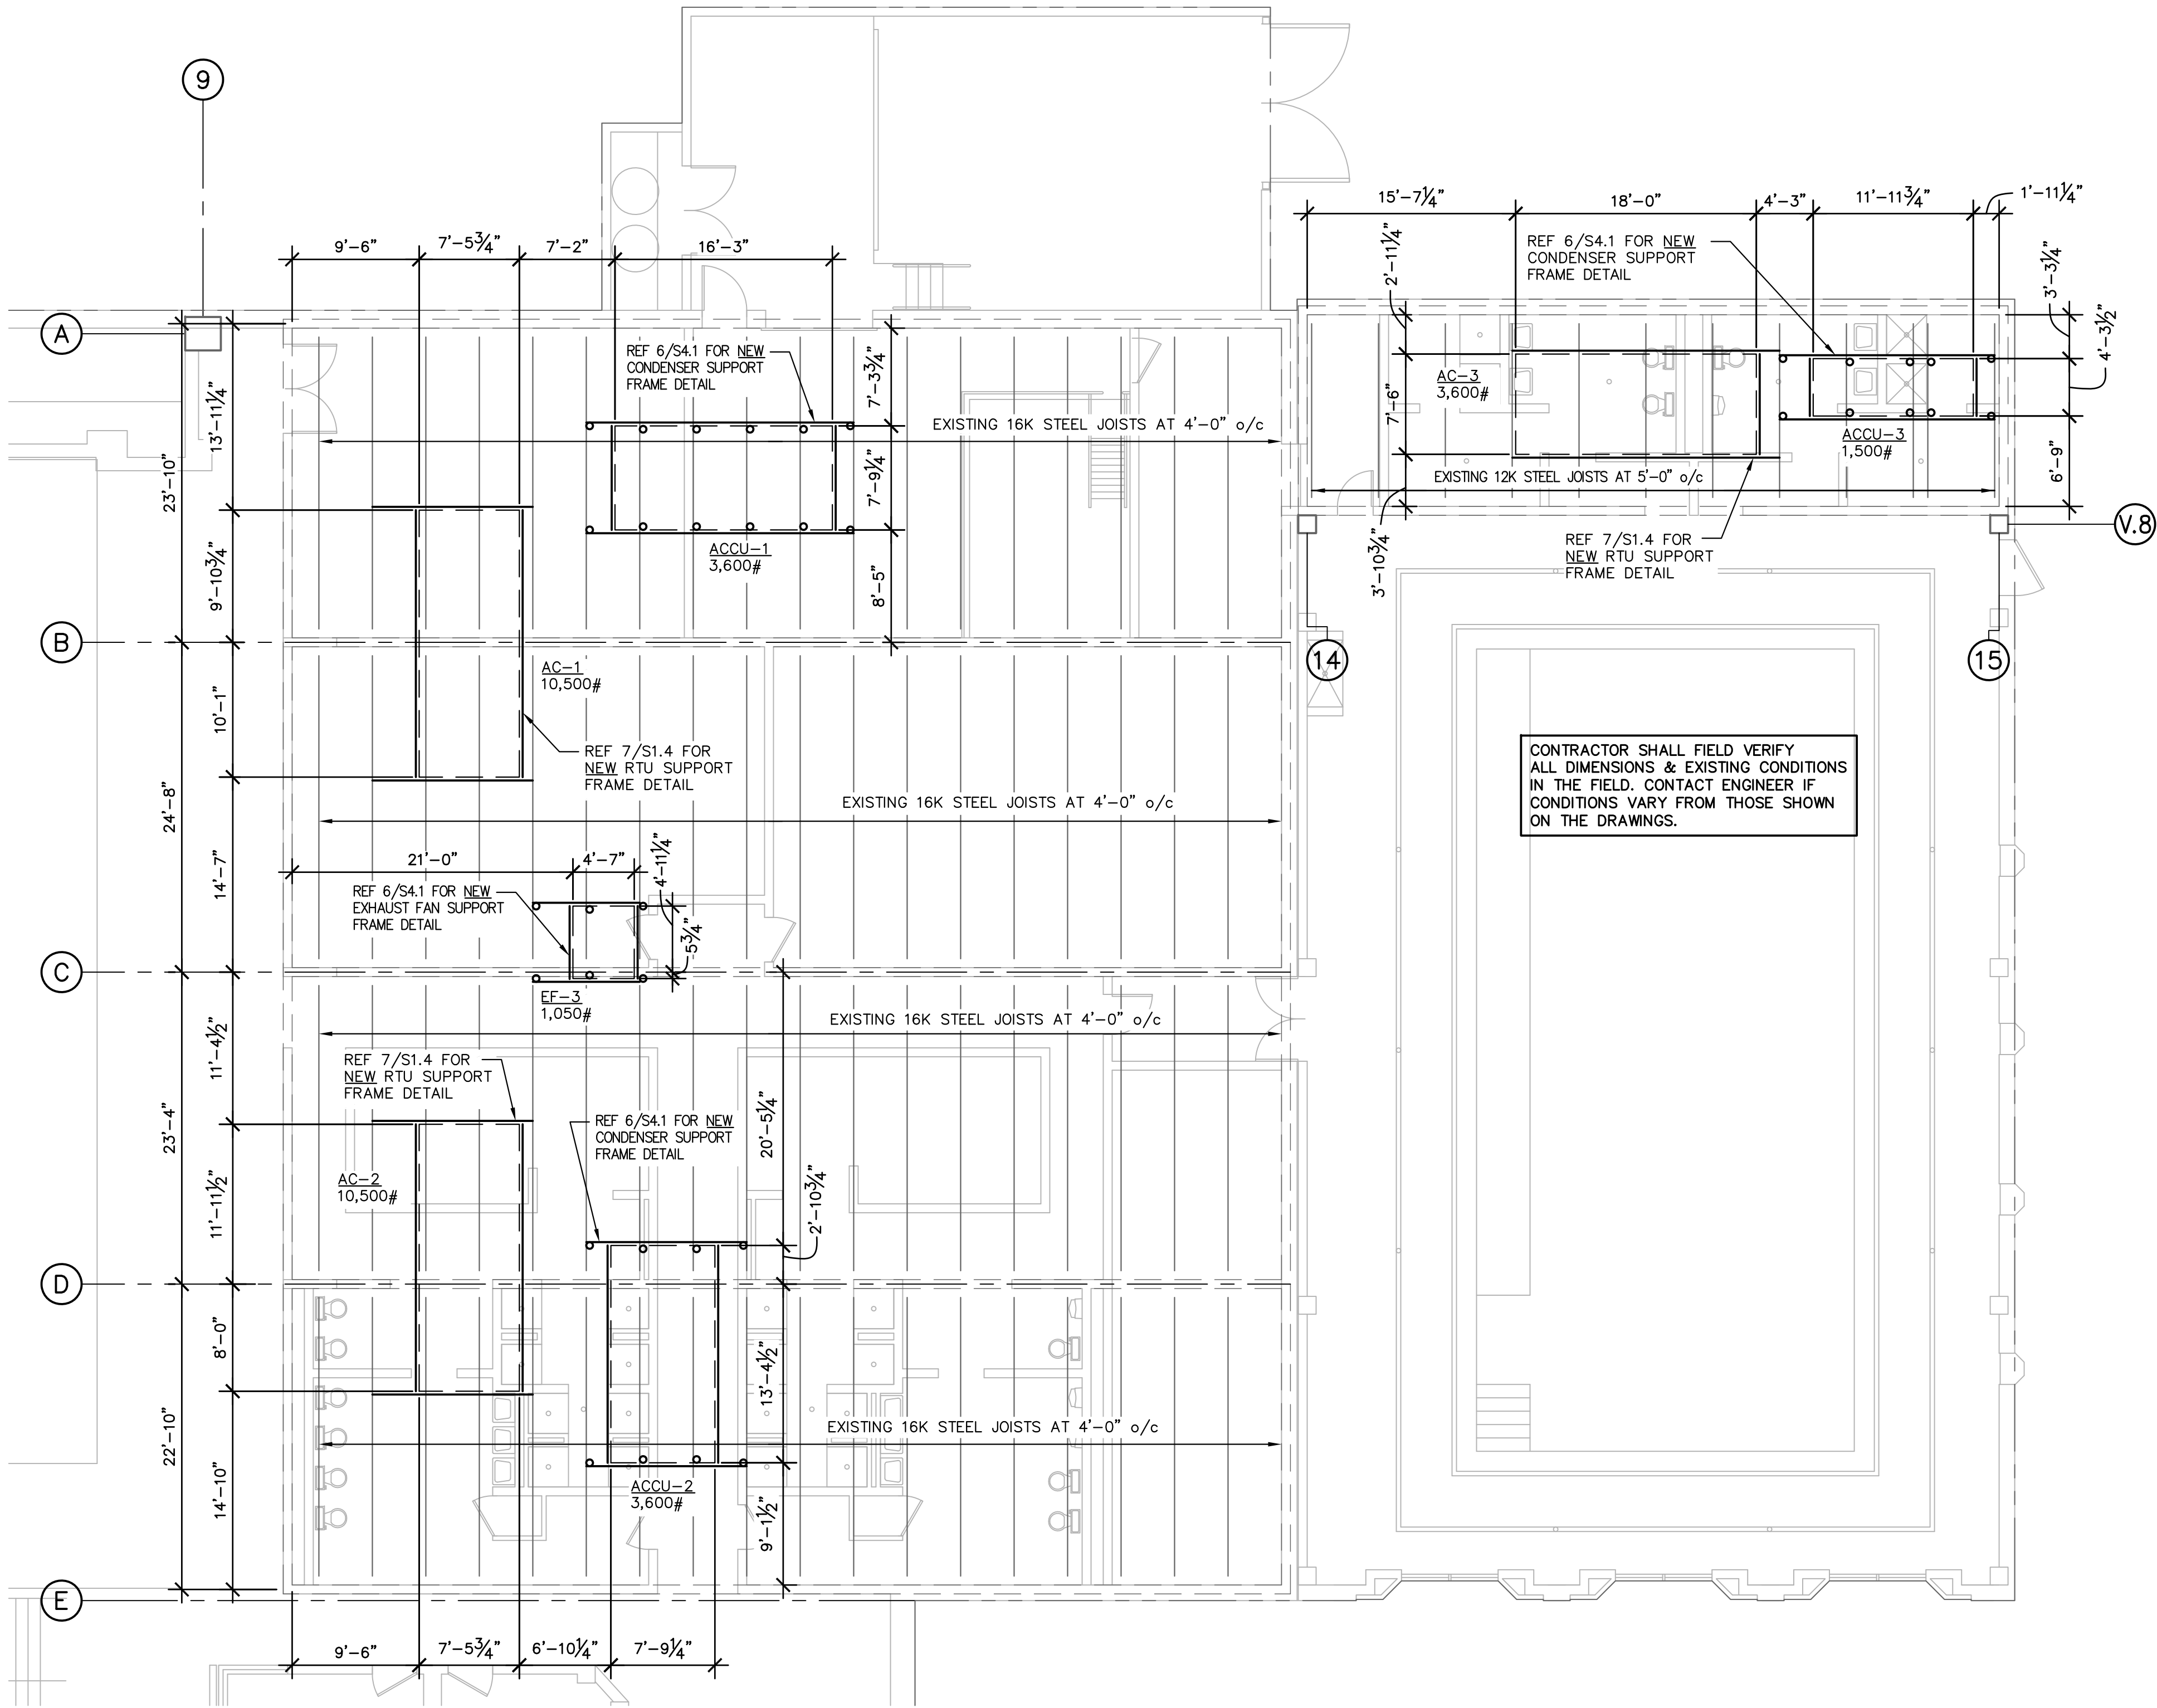 9
A
B
C
D
E
14
15
V.8
9'-6"
7'-5¾"
7'-2"
16'-3"
15'-7¼"
18'-0"
4'-3"
11'-11¾"
1'-11¼"
2'-11¼"
7'-6"
3'-10¾"
3'-3¼"
4'-3½"
6'-9"
REF 6/S4.1 FOR NEW
CONDENSER SUPPORT
FRAME DETAIL
AC-3
3,600#
ACCU-3
1,500#
EXISTING 12K STEEL JOISTS AT 5'-0" o/c
REF 7/S1.4 FOR
NEW RTU SUPPORT
FRAME DETAIL
REF 6/S4.1 FOR NEW
CONDENSER SUPPORT
FRAME DETAIL
7'-3¾"
7'-9¼"
8'-5"
EXISTING 16K STEEL JOISTS AT 4'-0" o/c
ACCU-1
3,600#
23'-10"
13'-11¼"
9'-10¾"
24'-8"
10'-1"
14'-7"
23'-4"
11'-4½"
11'-11½"
22'-10"
8'-0"
14'-10"
AC-1
10,500#
REF 7/S1.4 FOR
NEW RTU SUPPORT
FRAME DETAIL
EXISTING 16K STEEL JOISTS AT 4'-0" o/c
CONTRACTOR SHALL FIELD VERIFY
ALL DIMENSIONS & EXISTING CONDITIONS
IN THE FIELD. CONTACT ENGINEER IF
CONDITIONS VARY FROM THOSE SHOWN
ON THE DRAWINGS.
21'-0"
4'-7"
4'-11¼"
5¾"
REF 6/S4.1 FOR NEW
EXHAUST FAN SUPPORT
FRAME DETAIL
EF-3
1,050#
EXISTING 16K STEEL JOISTS AT 4'-0" o/c
REF 7/S1.4 FOR
NEW RTU SUPPORT
FRAME DETAIL
REF 6/S4.1 FOR NEW
CONDENSER SUPPORT
FRAME DETAIL
AC-2
10,500#
20'-5¼"
2'-10¾"
13'-4½"
9'-1½"
EXISTING 16K STEEL JOISTS AT 4'-0" o/c
ACCU-2
3,600#
9'-6"
7'-5¾"
6'-10¼"
7'-9¼"